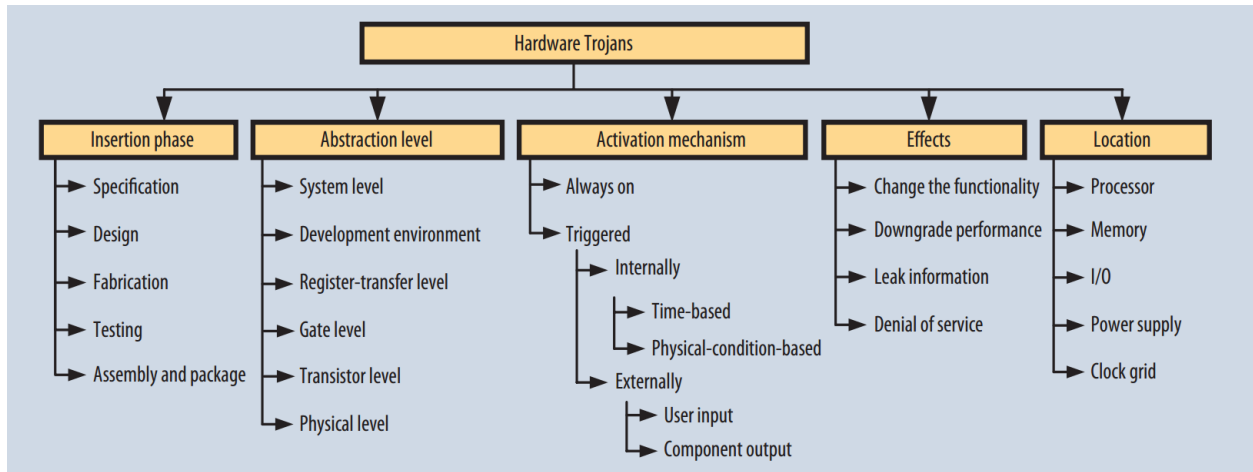 Hardware Trojans
Insertion phase
Specification
Design
Fabrication
Testing
Assembly and package
Abstraction level
System level
Development environment
Register-transfer level
Gate level
Transistor level
Physical level
Activation mechanism
Always on
Triggered
Internally
Time-based
Physical-condition-based
Externally
User input
Component output
Effects
Change the functionality
Downgrade performance
Leak information
Denial of service
Location
Processor
Memory
I/O
Power supply
Clock grid